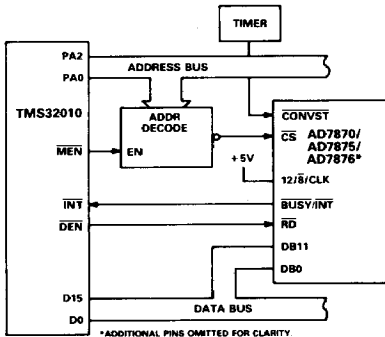 TIMER
PA2
ADDRESS BUS
PA0
TMS32010
ADDR
DECODE
CONVST
CS
AD7870/
AD7875/
AD7876*
MEN
EN
+5V
12/8/CLK
INT
BUSY/INT
DEN
RD
DB11
DB0
D15
DATA BUS
D0
*ADDITIONAL PINS OMITTED FOR CLARITY.